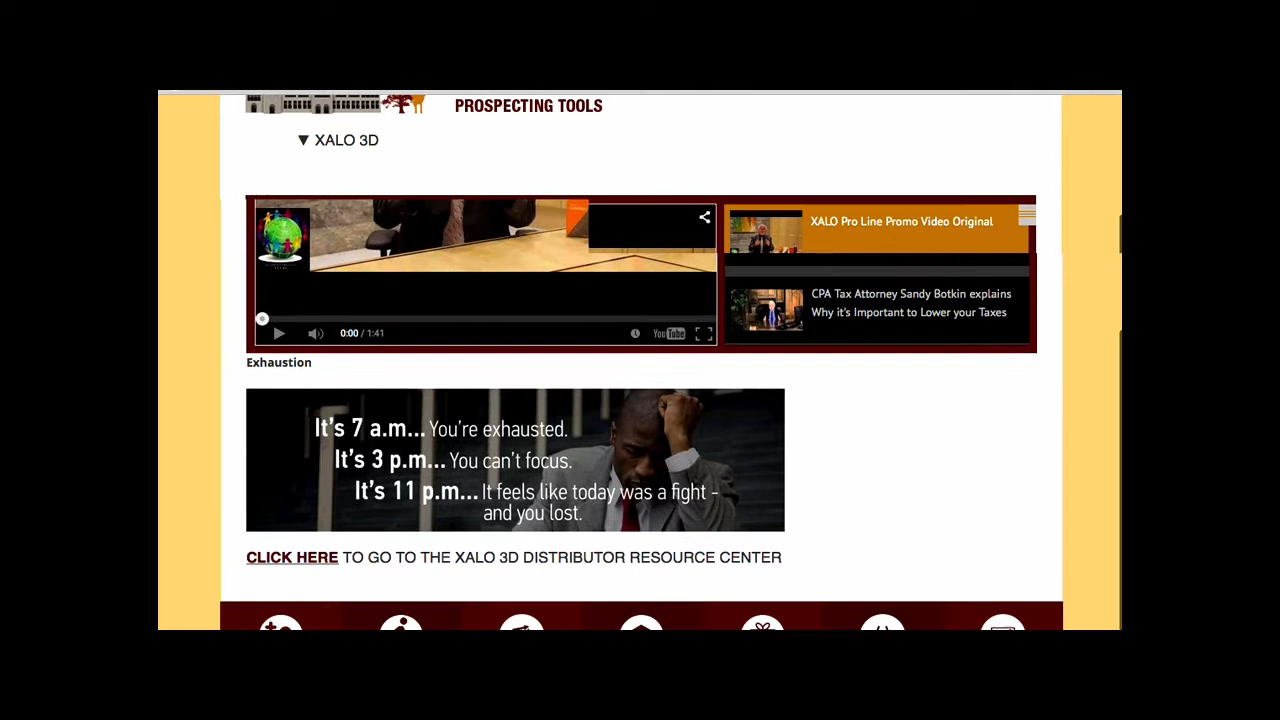 PROSPECTING TOOLS
▼ XALO 3D
XALO Pro Line Promo Video Original
CPA Tax Attorney Sandy Botkin explains
Why it's Important to Lower your Taxes
0:00 / 1:41
YouTube
Exhaustion
It's 7 a.m... You're exhausted.
It's 3 p.m... You can't focus.
It's 11 p.m... It feels like today was a fight -
and you lost.
CLICK HERE TO GO TO THE XALO 3D DISTRIBUTOR RESOURCE CENTER